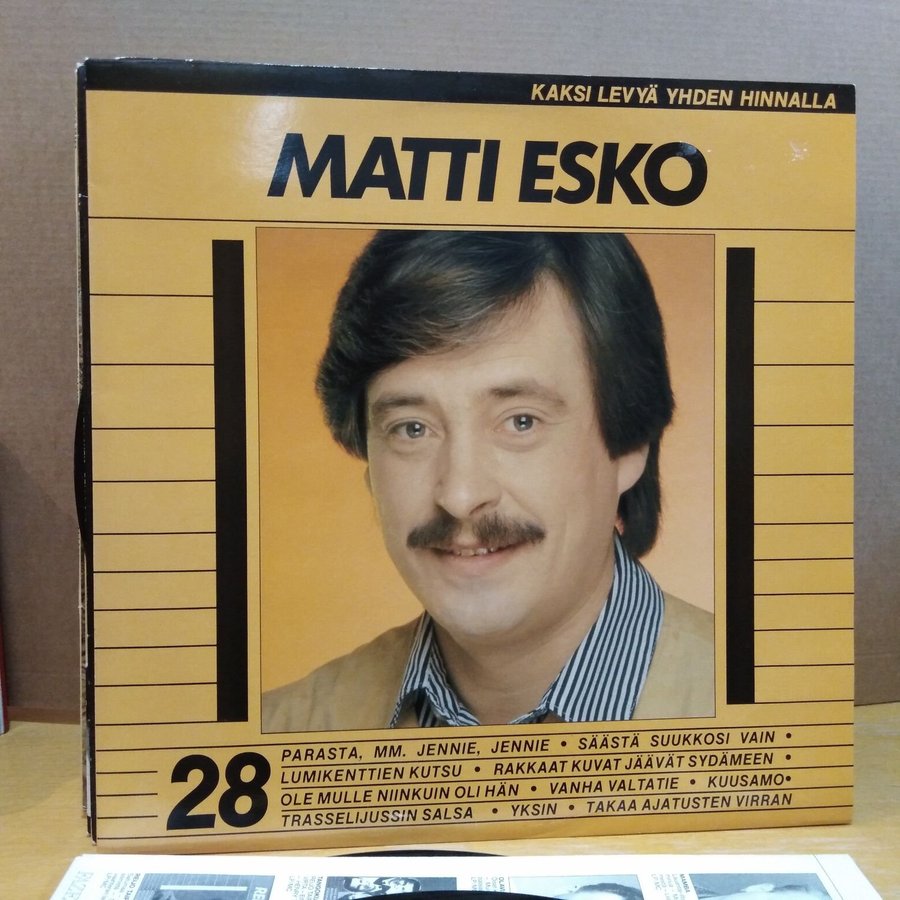 KAKSI LEVYÄ YHDEN HINNALLA
MATTI ESKO
28
PARASTA, MM. JENNIE, JENNIE • SÄÄSTÄ SUUKKOSI VAIN •
LUMIKENTTIEN KUTSU • RAKKAAT KUVAT JÄÄVÄT SYDÄMEEN •
OLE MULLE NIINKUIN OLI HÄN • VANHA VALTATIE • KUUSAMO•
TRASSELIJUSSIN SALSA • YKSIN • TAKAA AJATUSTEN VIRRAN